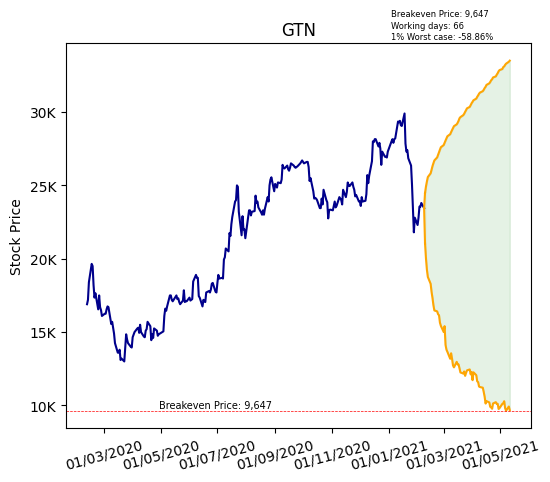 Breakeven Price: 9,647
Working days: 66
1% Worst case: -58.86%
GTN
Stock Price
30K
25K
20K
15K
10K
Breakeven Price: 9,647
01/03/2020
01/05/2020
01/07/2020
01/09/2020
01/11/2020
01/01/2021
01/03/2021
01/05/2021